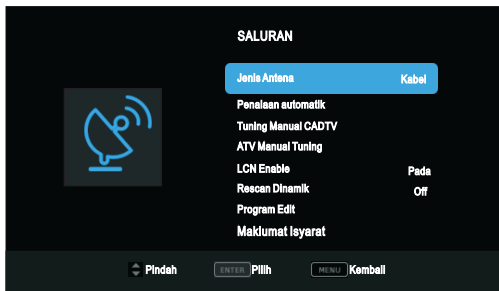 SALURAN
Jenis Antena Kabel
Penalaan automatik
Tuning Manual CADTV
ATV Manual Tuning
LCN Enable Pada
Rescan Dinamik Off
Program Edit
Maklumat Isyarat
Pindah ENTER Pilih MENU Kembali